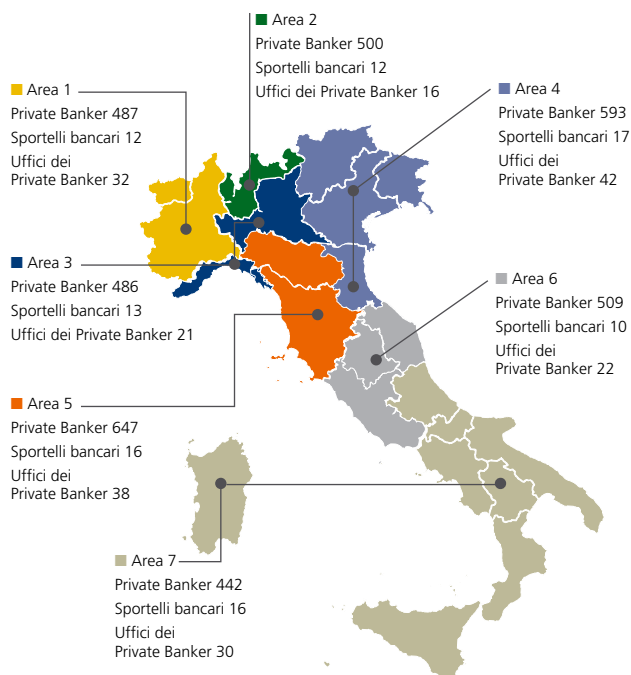 Area 2
Private Banker 500
Sportelli bancari 12
Uffici dei Private Banker 16
Area 1
Private Banker 487
Sportelli bancari 12
Uffici dei
Private Banker 32
Area 4
Private Banker 593
Sportelli bancari 17
Uffici dei
Private Banker 42
Area 3
Private Banker 486
Sportelli bancari 13
Uffici dei Private Banker 21
Area 6
Private Banker 509
Sportelli bancari 10
Uffici dei
Private Banker 22
Area 5
Private Banker 647
Sportelli bancari 16
Uffici dei
Private Banker 38
Area 7
Private Banker 442
Sportelli bancari 16
Uffici dei
Private Banker 30